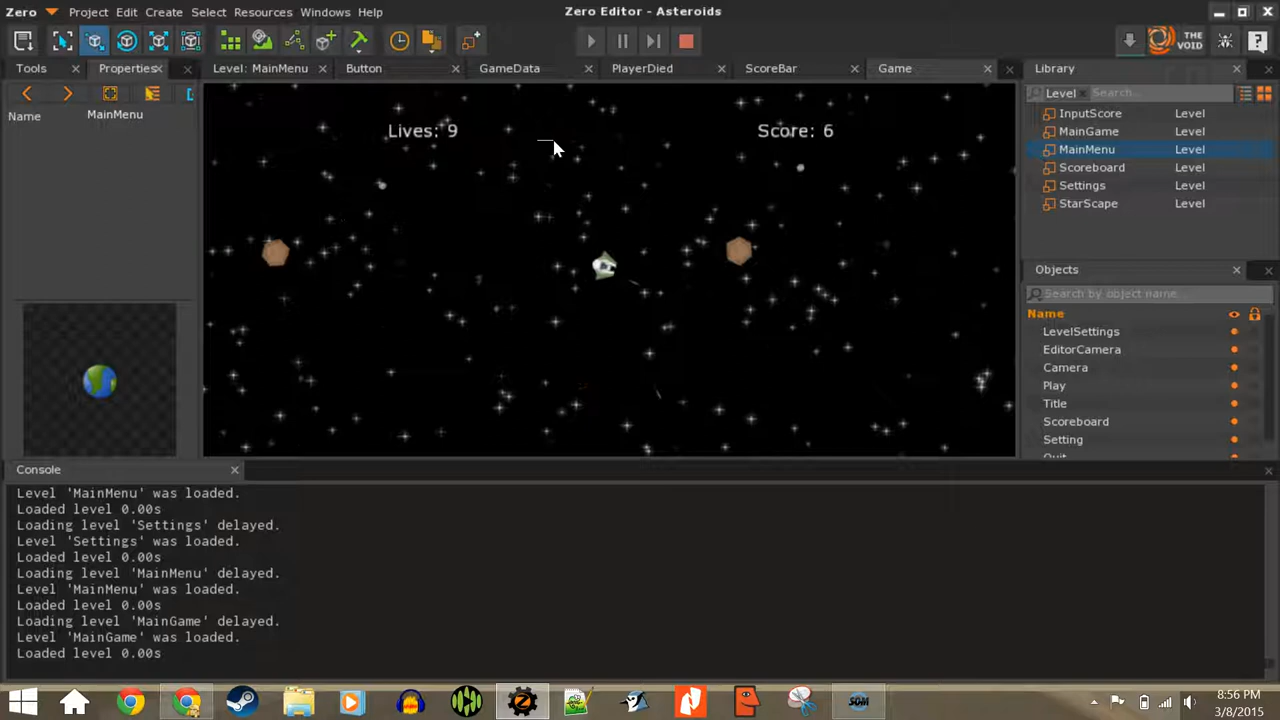 Zero Project Edit Create Select Resources Windows Help Zero Editor - Asteroids
THE VOID
Tools Properties Level: MainMenu Button GameData PlayerDied ScoreBar Game Library
Level Search...
Name MainMenu
InputScore Level
MainGame Level
MainMenu Level
Scoreboard Level
Settings Level
StarScape Level
Lives: 9 Score: 6
Objects
Search by object name
Name
LevelSettings
EditorCamera
Camera
Play
Title
Scoreboard
Setting
Quit
Console
Level 'MainMenu' was loaded.
Loaded level 0.00s
Loading level 'Settings' delayed.
Level 'Settings' was loaded.
Loaded level 0.00s
Loading level 'MainMenu' delayed.
Level 'MainMenu' was loaded.
Loaded level 0.00s
Loading level 'MainGame' delayed.
Level 'MainGame' was loaded.
Loaded level 0.00s
SGM
8:56 PM
3/8/2015